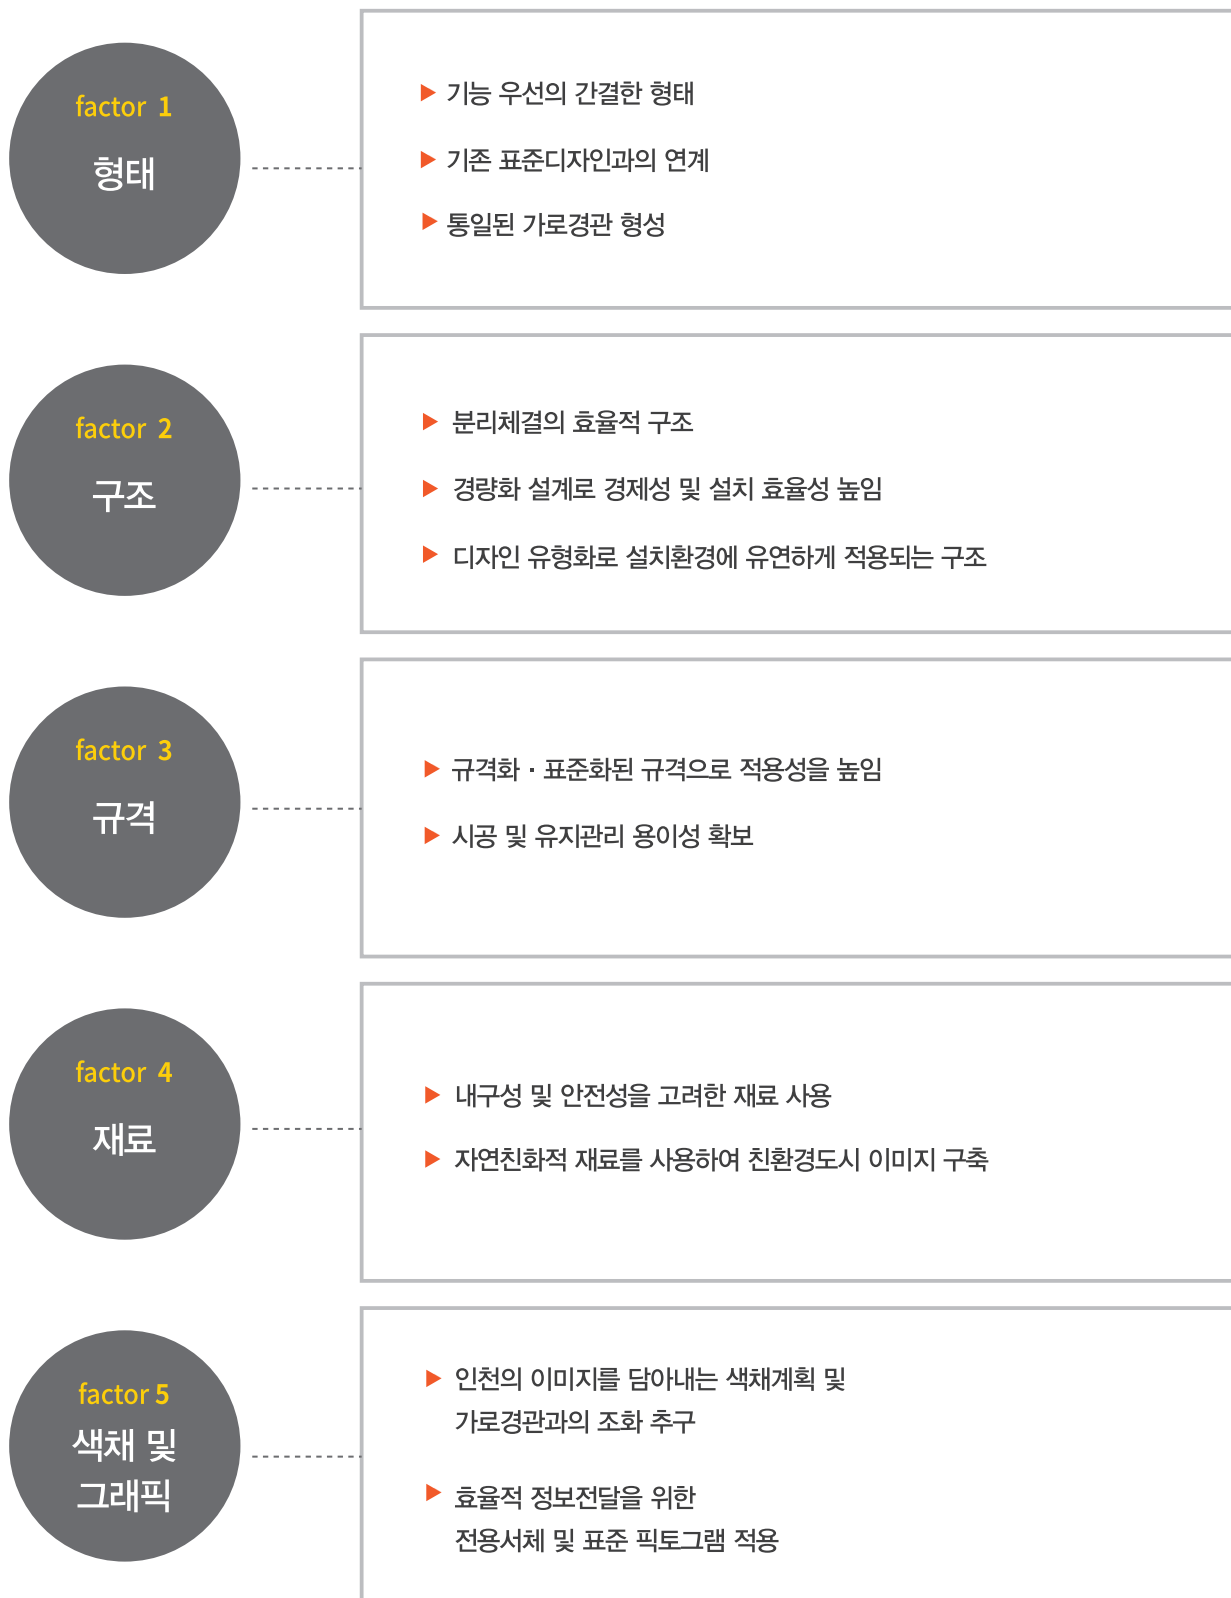 factor 1
형태
▶ 기능 우선의 간결한 형태
▶ 기존 표준디자인과의 연계
▶ 통일된 가로경관 형성
factor 2
구조
▶ 분리체결의 효율적 구조
▶ 경량화 설계로 경제성 및 설치 효율성 높임
▶ 디자인 유형화로 설치환경에 유연하게 적용되는 구조
factor 3
규격
▶ 규격화 · 표준화된 규격으로 적용성을 높임
▶ 시공 및 유지관리 용이성 확보
factor 4
재료
▶ 내구성 및 안전성을 고려한 재료 사용
▶ 자연친화적 재료를 사용하여 친환경도시 이미지 구축
factor 5
색채 및
그래픽
▶ 인천의 이미지를 담아내는 색채계획 및
가로경관과의 조화 추구
▶ 효율적 정보전달을 위한
전용서체 및 표준 픽토그램 적용